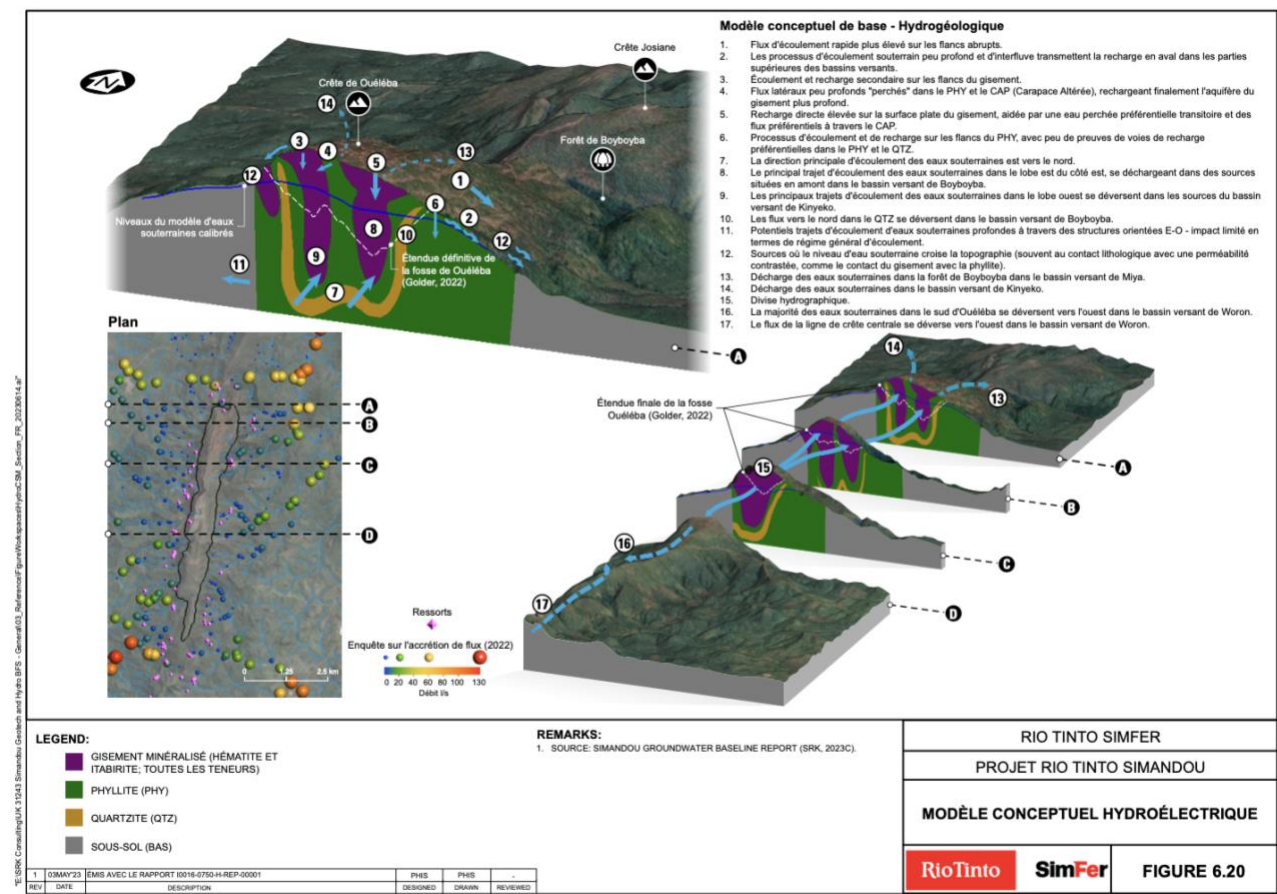 Modèle conceptuel de base - Hydrogéologique
1. Flux d'écoulement rapide plus élevé sur les flancs abrupts.
2. Les processus d'écoulement souterrain peu profond et d'interfluve transmettent la recharge en aval dans les parties
supérieures des bassins versants.
3. Écoulement et recharge secondaire sur les flancs du gisement.
4. Flux latéraux peu profonds "perchés" dans le PHY et le CAP (Carapace Altérée), rechargeant finalement l'aquifère du
gisement plus profond.
5. Recharge directe élevée sur la surface plate du gisement, aidée par une eau perchée préférentielle transitoire et des
flux préférentiels à travers le CAP.
6. Processus d'écoulement et de recharge sur les flancs du PHY, avec peu de preuves de voies de recharge
préférentielles dans le PHY et le QTZ.
7. La direction principale d'écoulement des eaux souterraines est vers le nord.
8. Le principal trajet d'écoulement des eaux souterraines dans le lobe est du côté est, se déchargeant dans des sources
situées en amont dans le bassin versant de Boyboyba.
9. Les principaux trajets d'écoulement des eaux souterraines dans le lobe ouest se déversent dans les sources du bassin
versant de Kinyeko.
10. Les flux vers le nord dans le QTZ se déversent dans le bassin versant de Boyboyba.
11. Potentiels trajets d'écoulement d'eaux souterraines profondes à travers des structures orientées E-O - impact limité en
termes de régime général d'écoulement.
12. Sources où le niveau d'eau souterraine croise la topographie (souvent au contact lithologique avec une perméabilité
contrastée, comme le contact du gisement avec la phyllite).
13. Décharge des eaux souterraines dans la forêt de Boyboyba dans le bassin versant de Miya.
14. Décharge des eaux souterraines dans le bassin versant de Kinyeko.
15. Divise hydrographique.
16. La majorité des eaux souterraines dans le sud d'Ouéléba se déversent vers l'ouest dans le bassin versant de Woron.
17. Le flux de la ligne de crête centrale se déverse vers l'ouest dans le bassin versant de Woron.
N
Crête Josiane
Crête de Ouéléba
Forêt de Boyboyba
14
3
4
5
13
1
12
6
2
8
10
12
9
11
7
Niveaux du modèle d'eaux
souterraines calibrés
Étendue définitive de
la fosse de Ouéléba
(Golder, 2022)
A
Plan
A
B
C
D
0 1.25 2.5 km
Ressorts
Enquête sur l'accrétion de flux (2022)
0 20 40 60 100 130
Débit l/s
Étendue finale de la fosse
Ouéléba (Golder, 2022)
14
13
15
16
17
A
B
C
D
LEGEND:
GISEMENT MINÉRALISÉ (HÉMATITE ET
ITABIRITE; TOUTES LES TENEURS)
PHYLLITE (PHY)
QUARTZITE (QTZ)
SOUS-SOL (BAS)
REMARKS:
1. SOURCE: SIMANDOU GROUNDWATER BASELINE REPORT (SRK, 2023C).
1 03MAY'23 ÉMIS AVEC LE RAPPORT I0016-0750-H-REP-00001 PHIS PHIS -
REV DATE DESCRIPTION DESIGNED DRAWN REVIEWED
RIO TINTO SIMFER
PROJET RIO TINTO SIMANDOU
MODÈLE CONCEPTUEL HYDROÉLECTRIQUE
RioTinto
SimFer
FIGURE 6.20